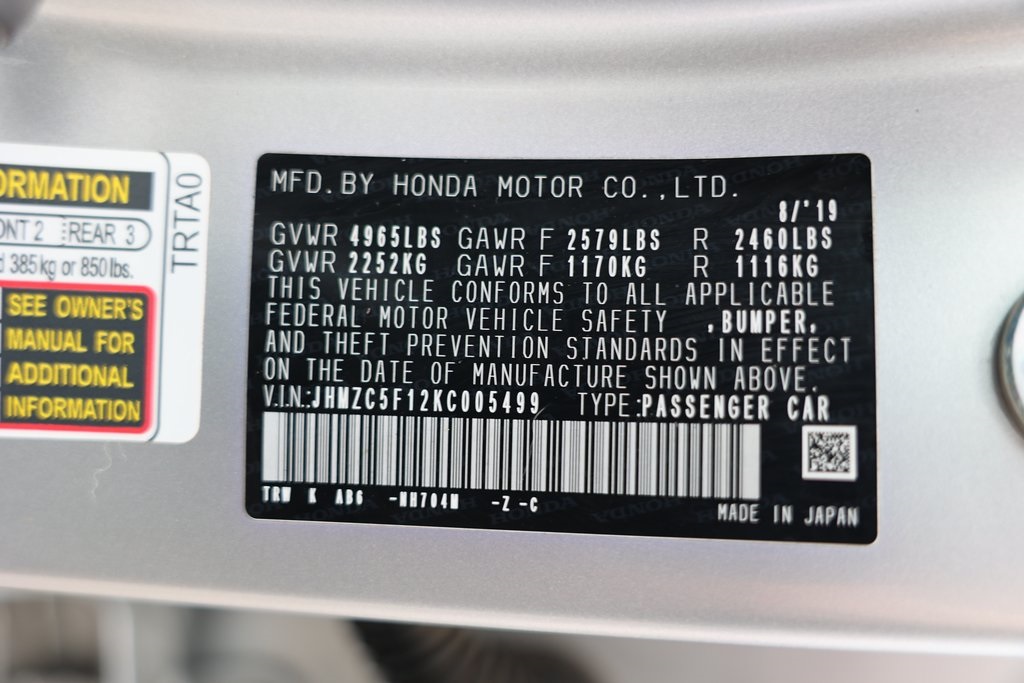 ORMATION
ONT 2 REAR 3
385 kg or 850 lbs.
SEE OWNER'S
MANUAL FOR
ADDITIONAL
INFORMATION
TRTA0
MFD. BY HONDA MOTOR CO., LTD.
8/'19
GVWR 4965LBS GAWR F 2579LBS R 2460LBS
GVWR 2252KG GAWR F 1170KG R 1116KG
THIS VEHICLE CONFORMS TO ALL APPLICABLE
FEDERAL MOTOR VEHICLE SAFETY , BUMPER,
AND THEFT PREVENTION STANDARDS IN EFFECT
ON THE DATE OF MANUFACTURE SHOWN ABOVE.
V.I.N.:JHMZC5F12KC005499 TYPE:PASSENGER CAR
TRW K AB6 -NH704M -Z -C
MADE IN JAPAN